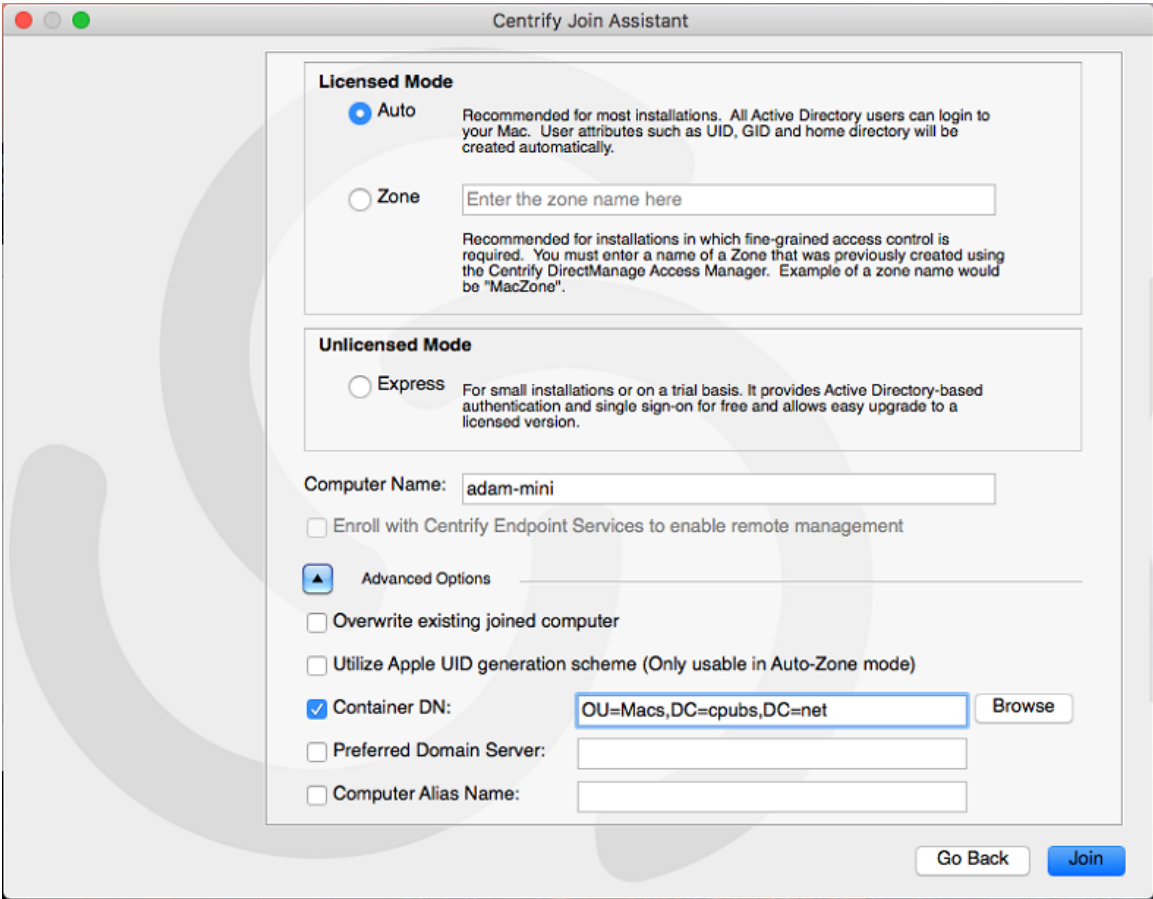 Centrify Join Assistant
Licensed Mode
Auto
Recommended for most installations.  All Active Directory users can login to
your Mac.  User attributes such as UID, GID and home directory will be
created automatically.
Zone
Enter the zone name here
Recommended for installations in which fine-grained access control is
required.  You must enter a name of a Zone that was previously created using
the Centrify DirectManage Access Manager.  Example of a zone name would
be "MacZone".
Unlicensed Mode
Express
For small installations or on a trial basis. It provides Active Directory-based
authentication and single sign-on for free and allows easy upgrade to a
licensed version.
Computer Name:
adam-mini
Enroll with Centrify Endpoint Services to enable remote management
Advanced Options
Overwrite existing joined computer
Utilize Apple UID generation scheme (Only usable in Auto-Zone mode)
Container DN:
OU=Macs,DC=cpubs,DC=net
Browse
Preferred Domain Server:
Computer Alias Name:
Go Back
Join